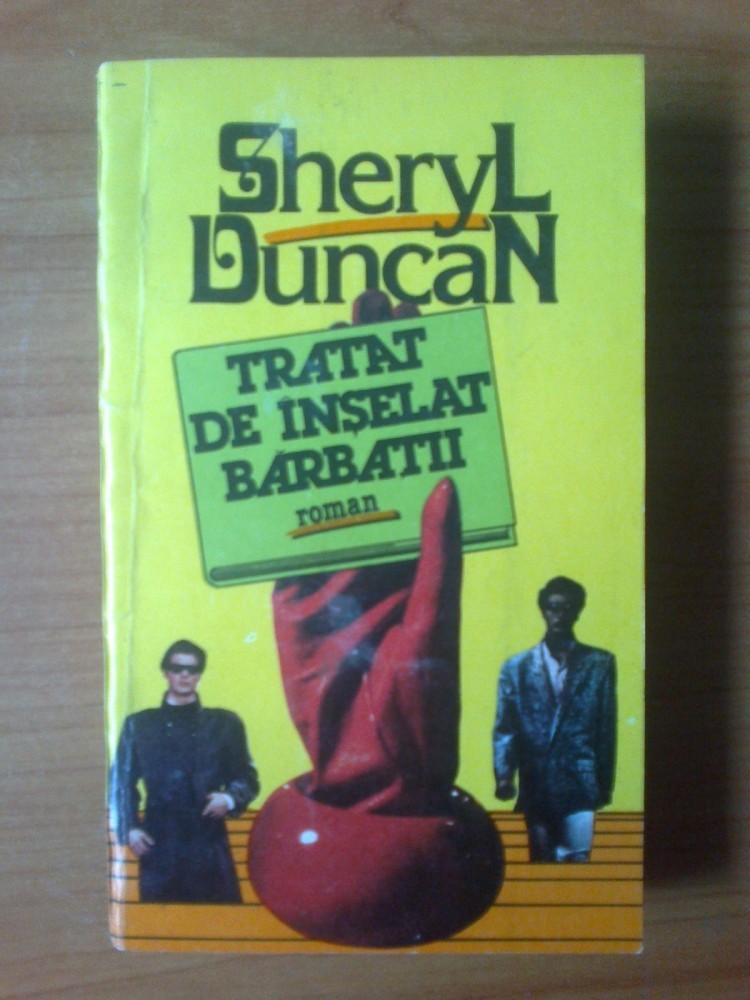 SheryL
DuncaN
TRATAT
DE ÎNȘELAT
BĂRBAȚII
roman